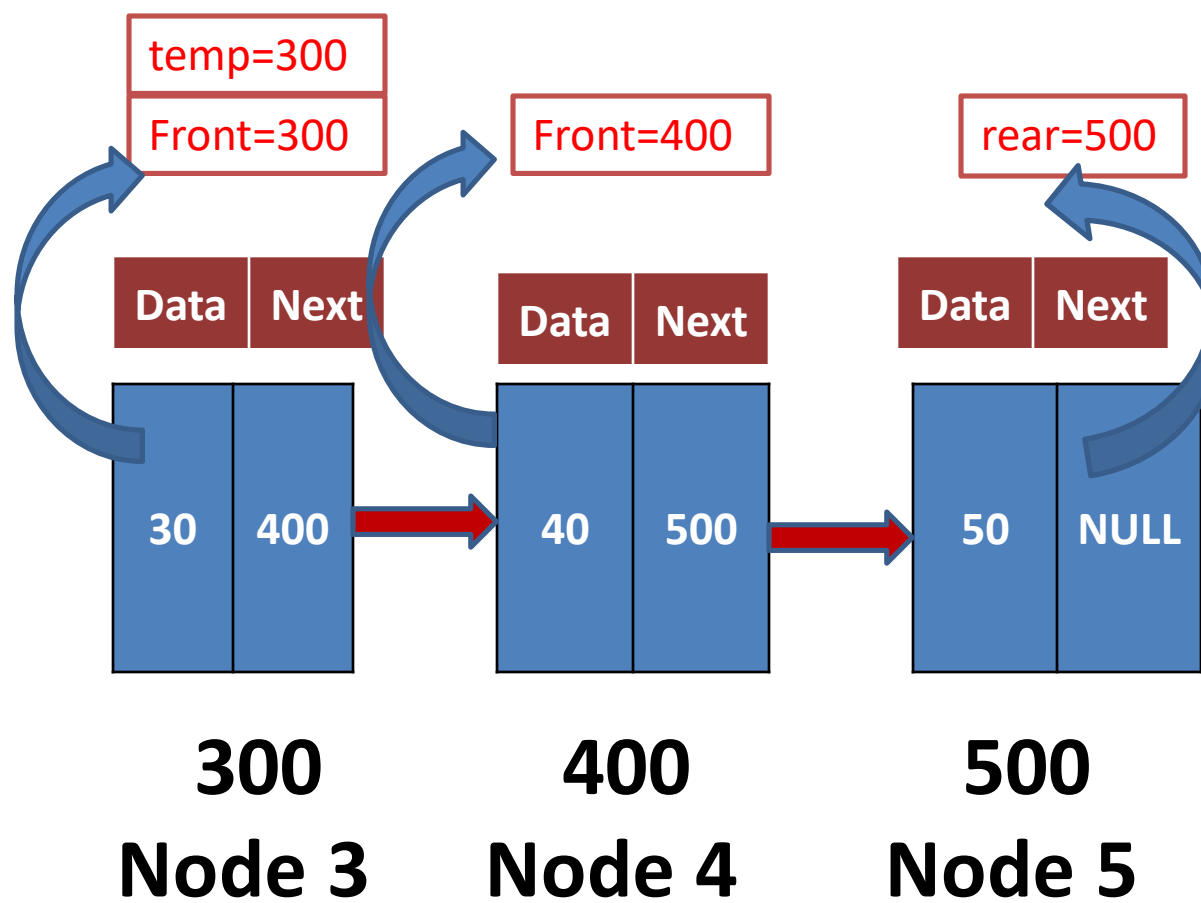 temp=300
Front=300
Front=400
rear=500
Data Next
Data Next
Data Next
30 400
40 500
50 NULL
300
400
500
Node 3
Node 4
Node 5